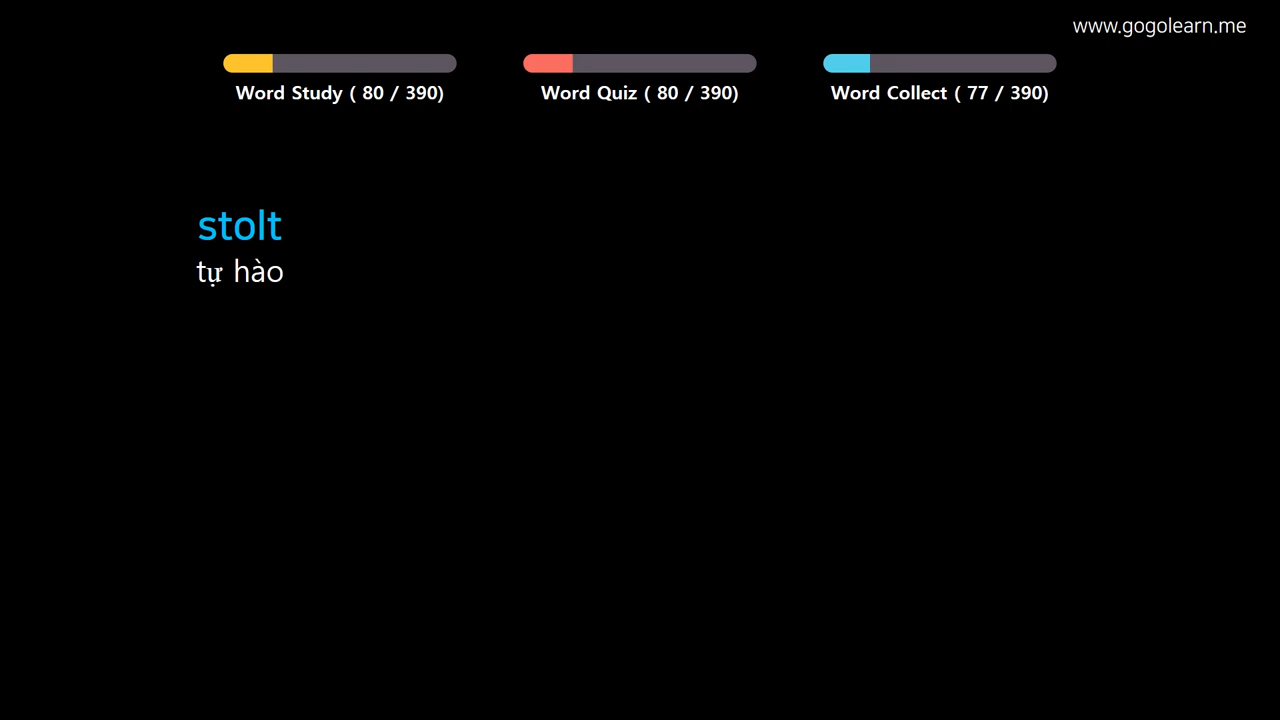 www.gogolearn.me
Word Study ( 80 / 390)
Word Quiz ( 80 / 390)
Word Collect ( 77 / 390)
stolt
tự hào